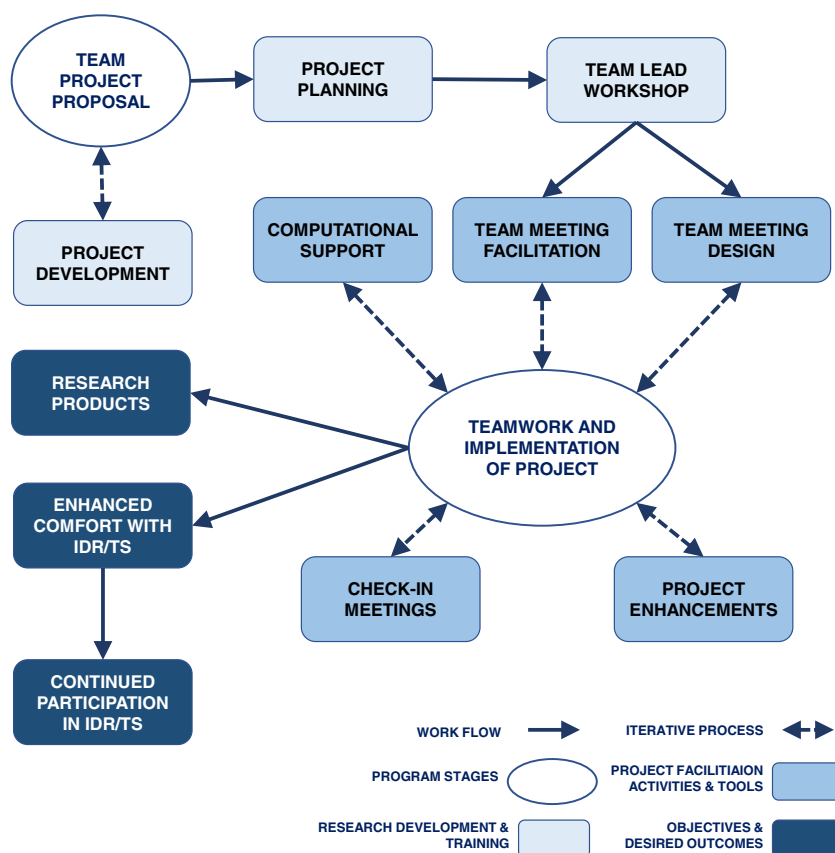 TEAM
PROJECT
PROPOSAL
PROJECT
PLANNING
TEAM LEAD
WORKSHOP
PROJECT
DEVELOPMENT
COMPUTATIONAL
SUPPORT
TEAM MEETING
FACILITATION
TEAM MEETING
DESIGN
RESEARCH
PRODUCTS
TEAMWORK AND
IMPLEMENTATION
OF PROJECT
ENHANCED
COMFORT WITH
IDR/TS
CHECK-IN
MEETINGS
PROJECT
ENHANCEMENTS
CONTINUED
PARTICIPATION
IN IDR/TS
WORK FLOW
ITERATIVE PROCESS
PROGRAM STAGES
PROJECT FACILITIAION
ACTIVITIES & TOOLS
RESEARCH DEVELOPMENT &
TRAINING
OBJECTIVES &
DESIRED OUTCOMES